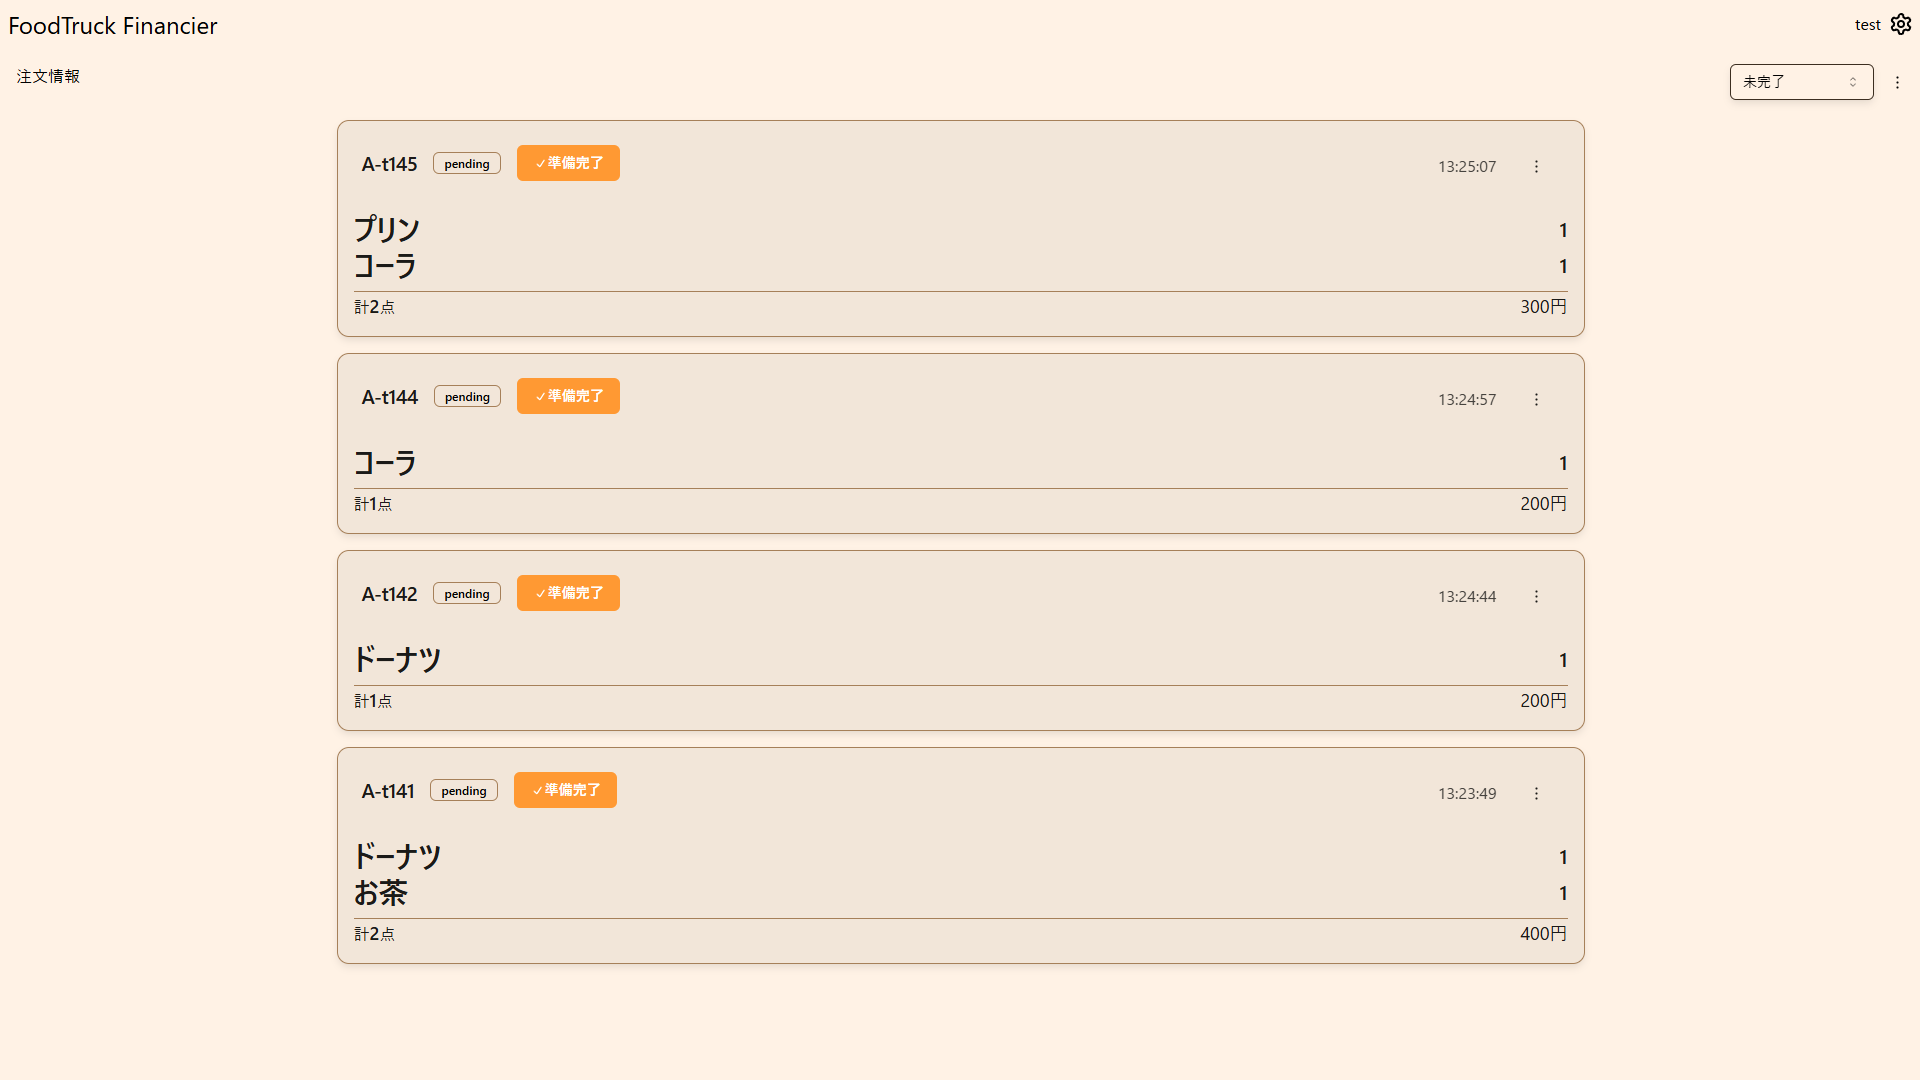 FoodTruck Financier
test
注文情報
未完了
A-t145 pending ✓準備完了 13:25:07
プリン 1
コーラ 1
計2点 300円
A-t144 pending ✓準備完了 13:24:57
コーラ 1
計1点 200円
A-t142 pending ✓準備完了 13:24:44
ドーナツ 1
計1点 200円
A-t141 pending ✓準備完了 13:23:49
ドーナツ 1
お茶 1
計2点 400円